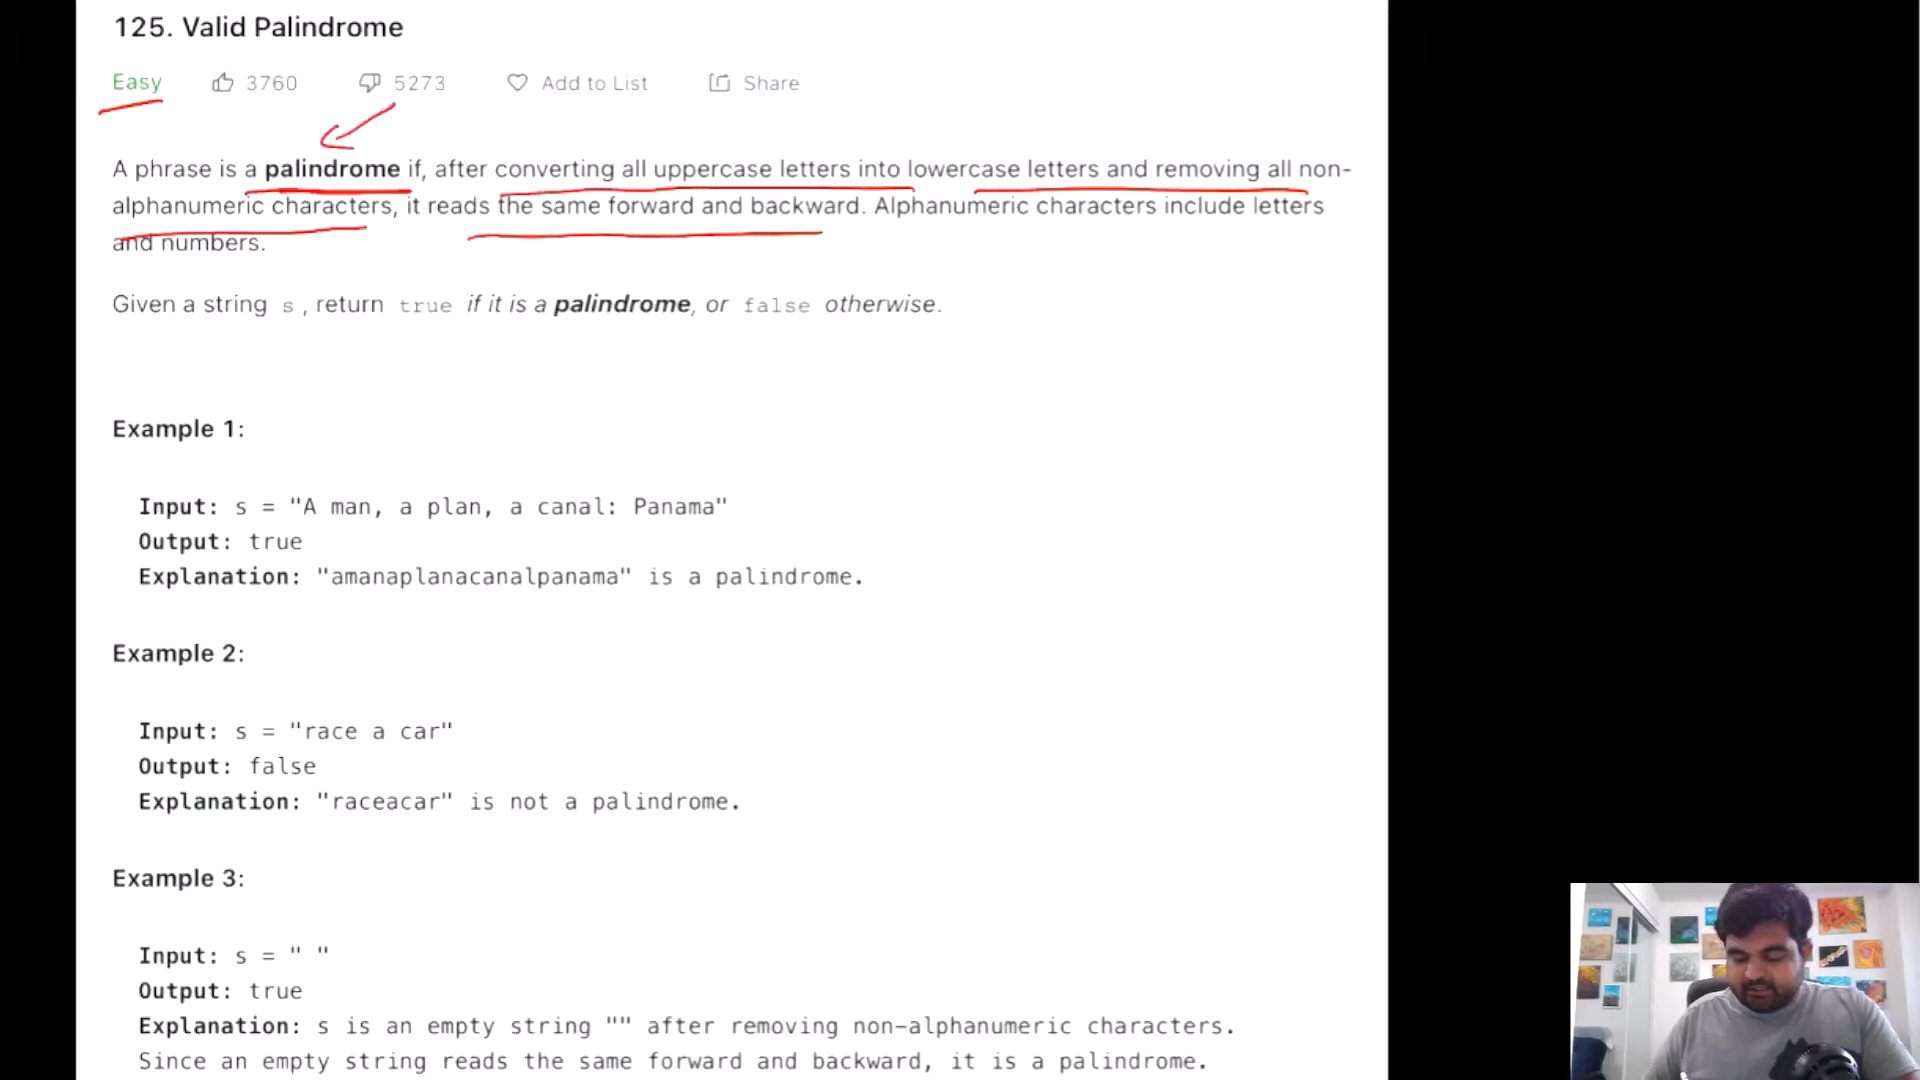 125. Valid Palindrome
Easy 3760 5273 Add to List Share
A phrase is a palindrome if, after converting all uppercase letters into lowercase letters and removing all non-
alphanumeric characters, it reads the same forward and backward. Alphanumeric characters include letters
and numbers.
Given a string s , return true if it is a palindrome, or false otherwise.
Example 1:
Input: s = "A man, a plan, a canal: Panama"
Output: true
Explanation: "amanaplanacanalpanama" is a palindrome.
Example 2:
Input: s = "race a car"
Output: false
Explanation: "raceacar" is not a palindrome.
Example 3:
Input: s = " "
Output: true
Explanation: s is an empty string "" after removing non-alphanumeric characters.
Since an empty string reads the same forward and backward, it is a palindrome.